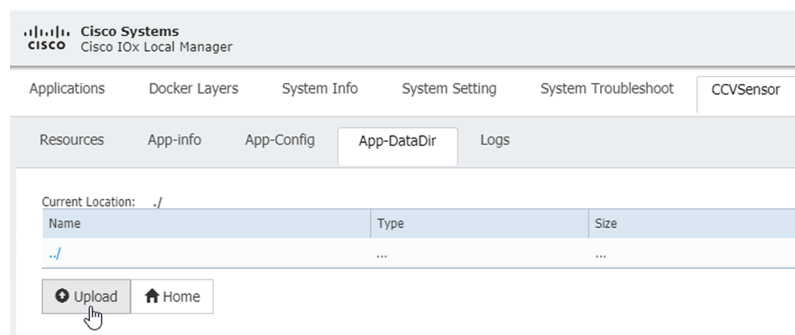 Cisco Systems
CISCO Cisco IOx Local Manager
Applications Docker Layers System Info System Setting System Troubleshoot CCVSensor
Resources App-info App-Config App-DataDir Logs
Current Location: ./
Name Type Size
../ ... ...
Upload Home